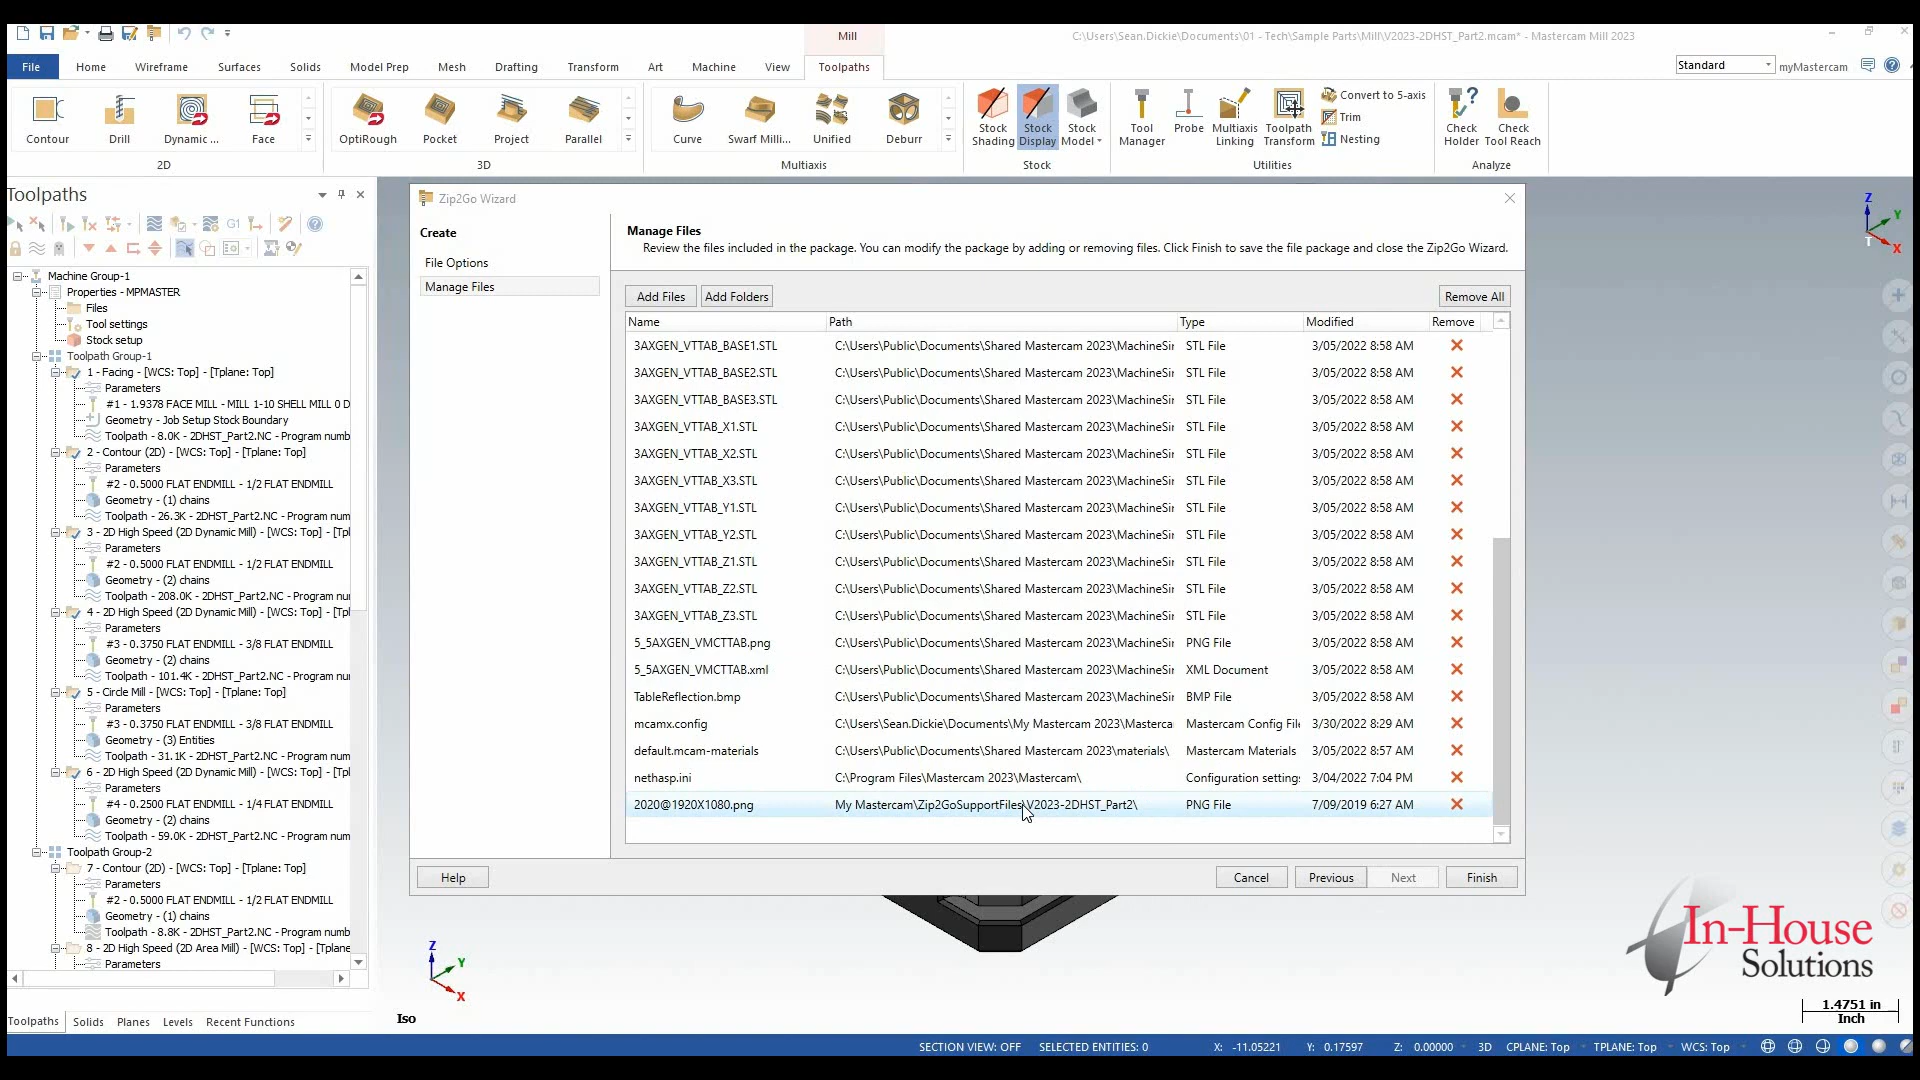 Mill
C:\Users\Sean.Dickie\Documents\01 - Tech\Sample Parts\Mill\V2023-2DHST_Part2.mcam* - Mastercam Mill 2023
File Home Wireframe Surfaces Solids Model Prep Mesh Drafting Transform Art Machine View Toolpaths
Standard myMastercam
Contour Drill Dynamic ... Face
2D
OptiRough Pocket Project Parallel
3D
Curve Swarf Milli... Unified Deburr
Multiaxis
Stock Shading Stock Display Stock Model
Stock
Tool Manager Probe Multiaxis Linking Toolpath Transform
Convert to 5-axis
Trim
Nesting
Utilities
Check Holder Check Tool Reach
Analyze
Toolpaths
G1
Machine Group-1
Properties - MPMASTER
Files
Tool settings
Stock setup
Toolpath Group-1
1 - Facing - [WCS: Top] - [Tplane: Top]
Parameters
#1 - 1.9378 FACE MILL - MILL 1-10 SHELL MILL 0 D
Geometry - Job Setup Stock Boundary
Toolpath - 8.0K - 2DHST_Part2.NC - Program numb
2 - Contour (2D) - [WCS: Top] - [Tplane: Top]
Parameters
#2 - 0.5000 FLAT ENDMILL - 1/2 FLAT ENDMILL
Geometry - (1) chains
Toolpath - 26.3K - 2DHST_Part2.NC - Program num
3 - 2D High Speed (2D Dynamic Mill) - [WCS: Top] - [Tpl
Parameters
#2 - 0.5000 FLAT ENDMILL - 1/2 FLAT ENDMILL
Geometry - (2) chains
Toolpath - 208.0K - 2DHST_Part2.NC - Program nu
4 - 2D High Speed (2D Dynamic Mill) - [WCS: Top] - [Tpl
Parameters
#3 - 0.3750 FLAT ENDMILL - 3/8 FLAT ENDMILL
Geometry - (2) chains
Toolpath - 101.4K - 2DHST_Part2.NC - Program nu
5 - Circle Mill - [WCS: Top] - [Tplane: Top]
Parameters
#3 - 0.3750 FLAT ENDMILL - 3/8 FLAT ENDMILL
Geometry - (3) Entities
Toolpath - 31.1K - 2DHST_Part2.NC - Program num
6 - 2D High Speed (2D Dynamic Mill) - [WCS: Top] - [Tpl
Parameters
#4 - 0.2500 FLAT ENDMILL - 1/4 FLAT ENDMILL
Geometry - (2) chains
Toolpath - 59.0K - 2DHST_Part2.NC - Program num
Toolpath Group-2
7 - Contour (2D) - [WCS: Top] - [Tplane: Top]
Parameters
#2 - 0.5000 FLAT ENDMILL - 1/2 FLAT ENDMILL
Geometry - (1) chains
Toolpath - 8.8K - 2DHST_Part2.NC - Program numb
8 - 2D High Speed (2D Area Mill) - [WCS: Top] - [Tplane
Parameters
Toolpaths Solids Planes Levels Recent Functions
Zip2Go Wizard
Create
File Options
Manage Files
Manage Files
Review the files included in the package. You can modify the package by adding or removing files. Click Finish to save the file package and close the Zip2Go Wizard.
Add Files Add Folders Remove All
Name Path Type Modified Remove
3AXGEN_VTTAB_BASE1.STL C:\Users\Public\Documents\Shared Mastercam 2023\MachineSir STL File 3/05/2022 8:58 AM
3AXGEN_VTTAB_BASE2.STL C:\Users\Public\Documents\Shared Mastercam 2023\MachineSir STL File 3/05/2022 8:58 AM
3AXGEN_VTTAB_BASE3.STL C:\Users\Public\Documents\Shared Mastercam 2023\MachineSir STL File 3/05/2022 8:58 AM
3AXGEN_VTTAB_X1.STL C:\Users\Public\Documents\Shared Mastercam 2023\MachineSir STL File 3/05/2022 8:58 AM
3AXGEN_VTTAB_X2.STL C:\Users\Public\Documents\Shared Mastercam 2023\MachineSir STL File 3/05/2022 8:58 AM
3AXGEN_VTTAB_X3.STL C:\Users\Public\Documents\Shared Mastercam 2023\MachineSir STL File 3/05/2022 8:58 AM
3AXGEN_VTTAB_Y1.STL C:\Users\Public\Documents\Shared Mastercam 2023\MachineSir STL File 3/05/2022 8:58 AM
3AXGEN_VTTAB_Y2.STL C:\Users\Public\Documents\Shared Mastercam 2023\MachineSir STL File 3/05/2022 8:58 AM
3AXGEN_VTTAB_Z1.STL C:\Users\Public\Documents\Shared Mastercam 2023\MachineSir STL File 3/05/2022 8:58 AM
3AXGEN_VTTAB_Z2.STL C:\Users\Public\Documents\Shared Mastercam 2023\MachineSir STL File 3/05/2022 8:58 AM
3AXGEN_VTTAB_Z3.STL C:\Users\Public\Documents\Shared Mastercam 2023\MachineSir STL File 3/05/2022 8:58 AM
5_5AXGEN_VMCTTAB.png C:\Users\Public\Documents\Shared Mastercam 2023\MachineSir PNG File 3/05/2022 8:58 AM
5_5AXGEN_VMCTTAB.xml C:\Users\Public\Documents\Shared Mastercam 2023\MachineSir XML Document 3/05/2022 8:58 AM
TableReflection.bmp C:\Users\Public\Documents\Shared Mastercam 2023\MachineSir BMP File 3/05/2022 8:58 AM
mcamx.config C:\Users\Sean.Dickie\Documents\My Mastercam 2023\Masterca Mastercam Config File 3/30/2022 8:29 AM
default.mcam-materials C:\Users\Public\Documents\Shared Mastercam 2023\materials\ Mastercam Materials 3/05/2022 8:57 AM
nethasp.ini C:\Program Files\Mastercam 2023\Mastercam\ Configuration settings 3/04/2022 7:04 PM
2020@1920X1080.png My Mastercam\Zip2GoSupportFiles\V2023-2DHST_Part2\ PNG File 7/09/2019 6:27 AM
Help Cancel Previous Next Finish
Z Y X T
Z Y X
Iso
In-House
Solutions
1.4751 in
Inch
SECTION VIEW: OFF SELECTED ENTITIES: 0 X: -11.05221 Y: 0.17597 Z: 0.00000 3D CPLANE: Top TPLANE: Top WCS: Top